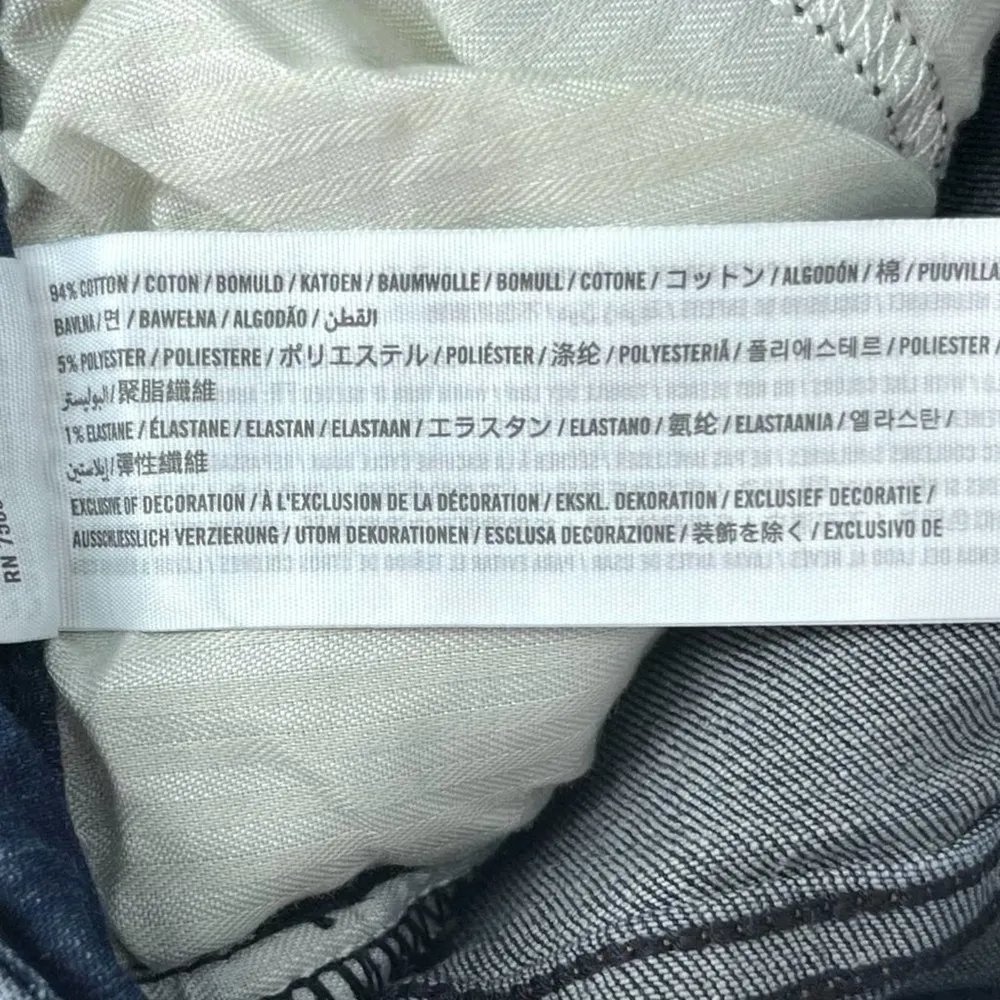 94% COTTON / COTON / BOMULD / KATOEN / BAUMWOLLE / BOMULL / COTONE / コットン / ALGODÓN / 棉 / PUUVILLA
BAVLNA / 면 / BAWEŁNA / ALGODÃO / القطن
5% POLYESTER / POLIESTERE / ポリエステル / POLIÉSTER / 涤纶 / POLYESTERIÄ / 폴리에스테르 / POLIESTER /
البوليستر / 聚脂纖維
1% ELASTANE / ÉLASTANE / ELASTAN / ELASTAAN / エラスタン / ELASTANO / 氨纶 / ELASTAANIA / 엘라스탄 /
إيلاستين / 彈性纖維
EXCLUSIVE OF DECORATION / À L'EXCLUSION DE LA DÉCORATION / EKSKL. DEKORATION / EXCLUSIEF DECORATIE /
AUSSCHLIESSLICH VERZIERUNG / UTOM DEKORATIONEN / ESCLUSA DECORAZIONE / 装飾を除く / EXCLUSIVO DE
RN